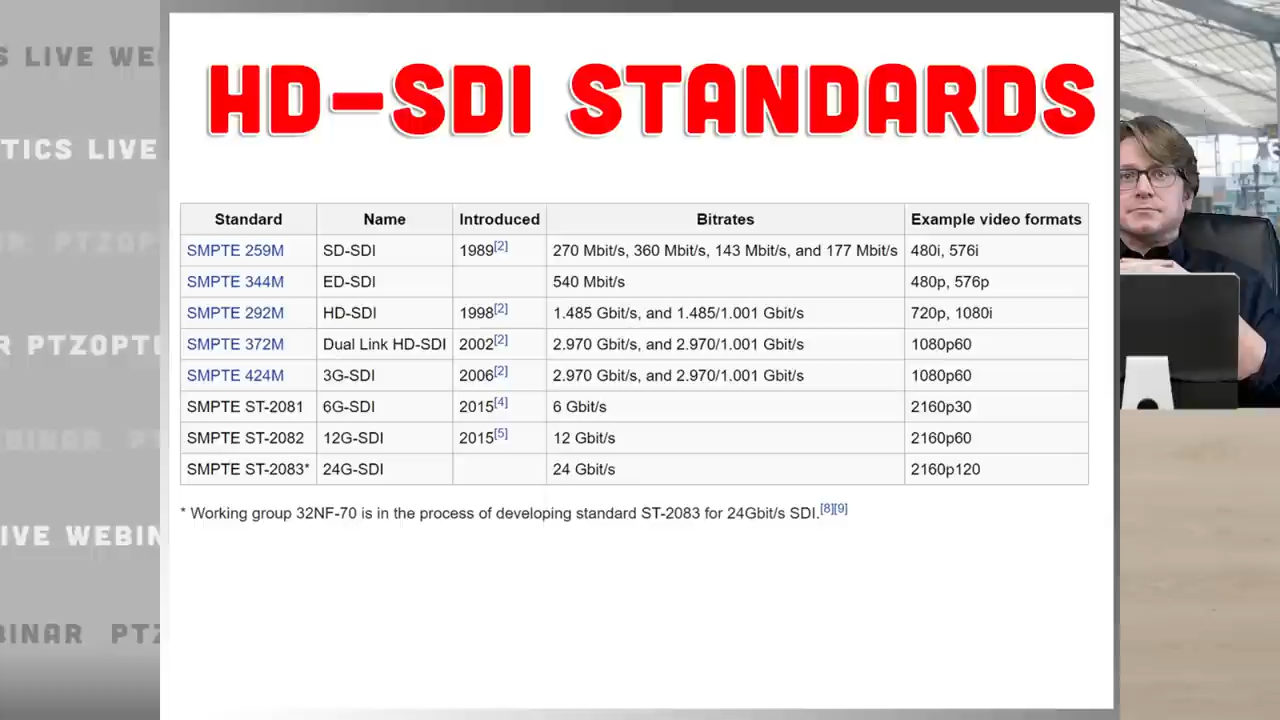 HD-SDI STANDARDS
Standard Name Introduced Bitrates Example video formats
SMPTE 259M SD-SDI 1989[2] 270 Mbit/s, 360 Mbit/s, 143 Mbit/s, and 177 Mbit/s 480i, 576i
SMPTE 344M ED-SDI 540 Mbit/s 480p, 576p
SMPTE 292M HD-SDI 1998[2] 1.485 Gbit/s, and 1.485/1.001 Gbit/s 720p, 1080i
SMPTE 372M Dual Link HD-SDI 2002[2] 2.970 Gbit/s, and 2.970/1.001 Gbit/s 1080p60
SMPTE 424M 3G-SDI 2006[2] 2.970 Gbit/s, and 2.970/1.001 Gbit/s 1080p60
SMPTE ST-2081 6G-SDI 2015[4] 6 Gbit/s 2160p30
SMPTE ST-2082 12G-SDI 2015[5] 12 Gbit/s 2160p60
SMPTE ST-2083* 24G-SDI 24 Gbit/s 2160p120
* Working group 32NF-70 is in the process of developing standard ST-2083 for 24Gbit/s SDI.[8][9]
S LIVE WE
TICS LIVE
AR PTZOP
R PTZOPT
EBINAR PT
IVE WEBIN
BINAR PTZ